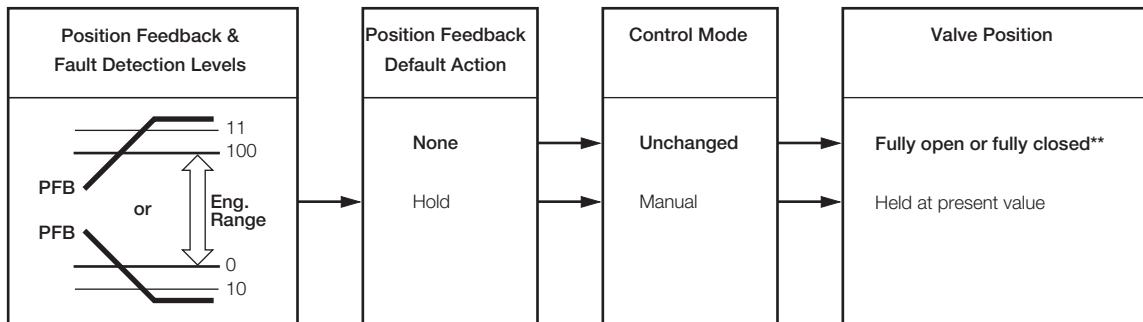 Position Feedback &
Fault Detection Levels
11
100
PFB
or
Eng.
Range
PFB
0
10
Position Feedback
Default Action
None
Hold
Control Mode
Unchanged
Manual
Valve Position
Fully open or fully closed**
Held at present value